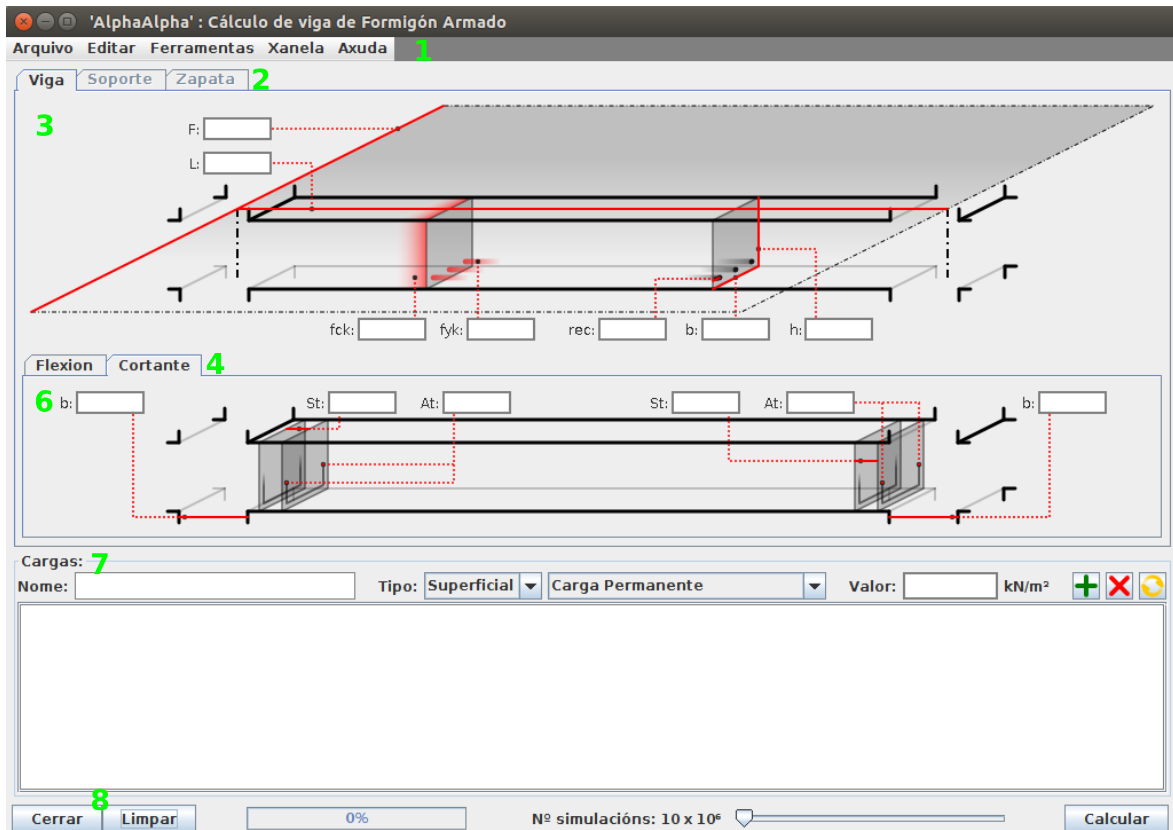 'AlphaAlpha' : Cálculo de viga de Formigón Armado
Arquivo Editar Ferramentas Xanela Axuda 1
Viga Soporte Zapata 2
3
F:
L:
fck: fyk: rec: b: h:
Flexion Cortante 4
6 b: St: At: St: At: b:
Cargas: 7
Nome: Tipo: Superficial Carga Permanente Valor: kN/m²
8
Cerrar Limpar 0% Nº simulacións: 10 x 10⁶ Calcular